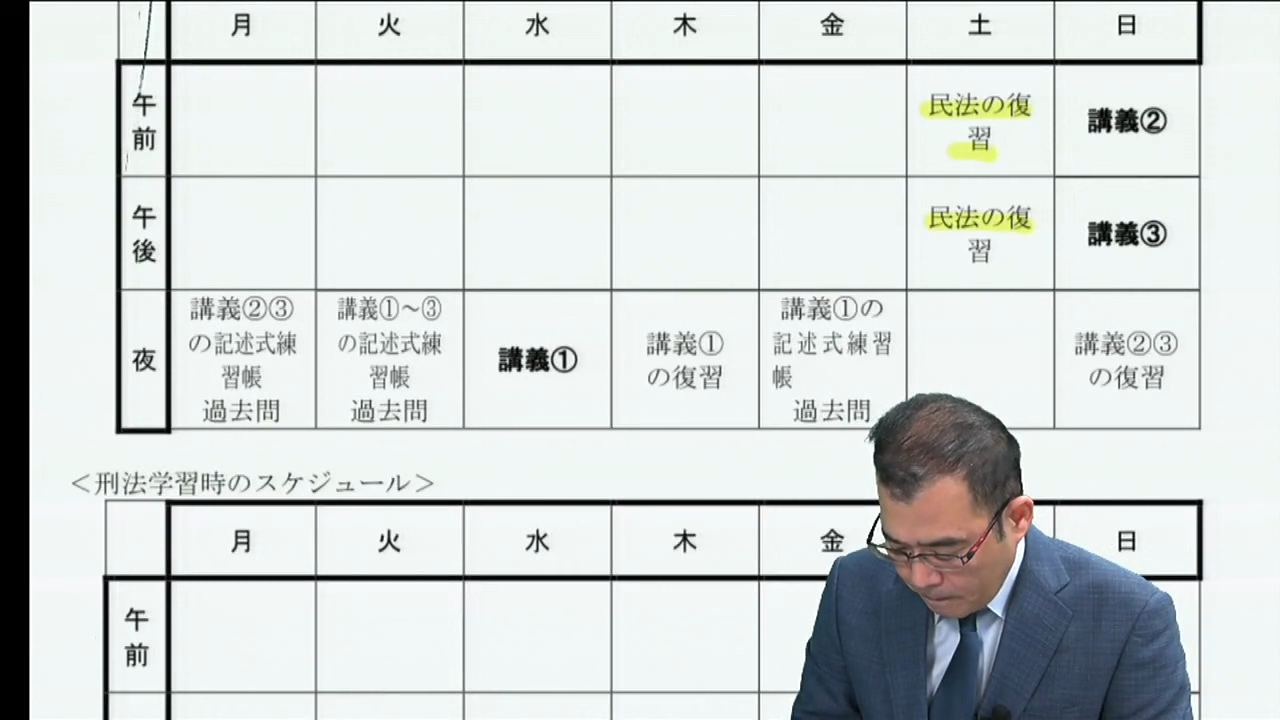 月 火 水 木 金 土 日
午前
民法の復
習
講義②
午後
民法の復
習
講義③
夜
講義②③
の記述式練
習帳
過去問
講義①～③
の記述式練
習帳
過去問
講義①
講義①
の復習
講義①の
記述式練習
帳
過去問
講義②③
の復習
＜刑法学習時のスケジュール＞
月 火 水 木 金 日
午前